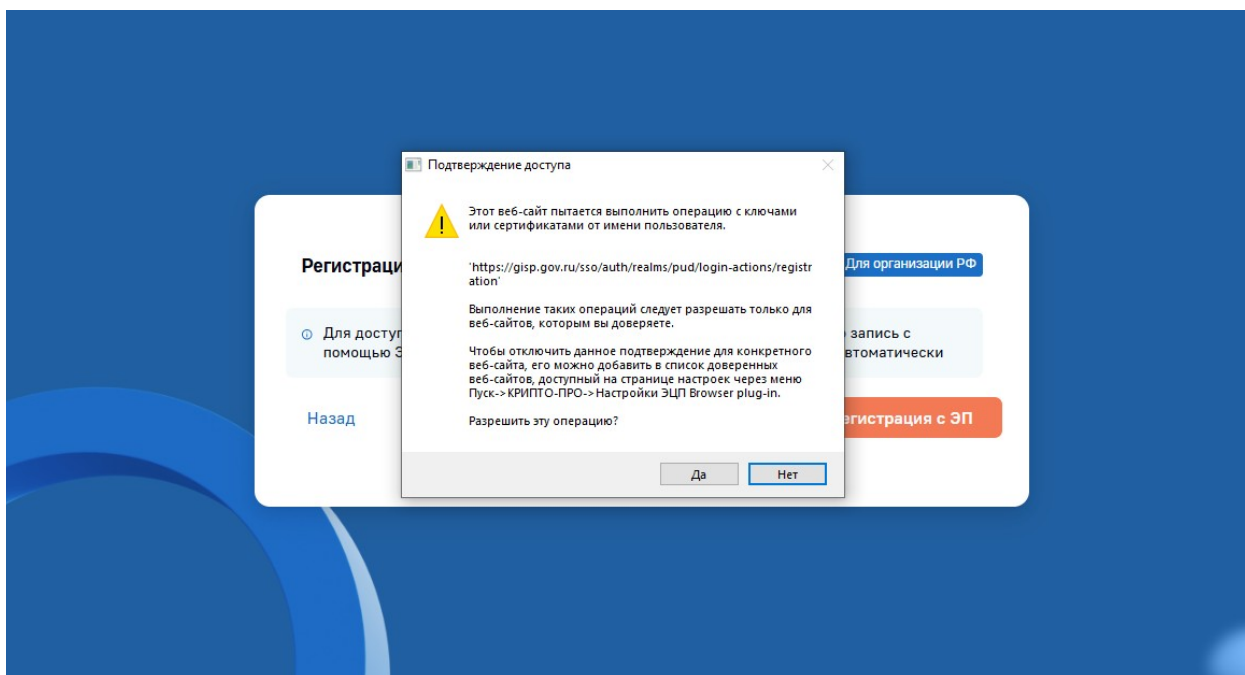 Подтверждение доступа
Этот веб-сайт пытается выполнить операцию с ключами
или сертификатами от имени пользователя.
'https://gisp.gov.ru/sso/auth/realms/pud/login-actions/registr
ation'
Выполнение таких операций следует разрешать только для
веб-сайтов, которым вы доверяете.
Чтобы отключить данное подтверждение для конкретного
веб-сайта, его можно добавить в список доверенных
веб-сайтов, доступный на странице настроек через меню
Пуск->КРИПТО-ПРО->Настройки ЭЦП Browser plug-in.
Разрешить эту операцию?
Да Нет
Регистраци
Для организации РФ
Для доступ
запись с
помощью Э
втоматически
Назад
егистрация с ЭП